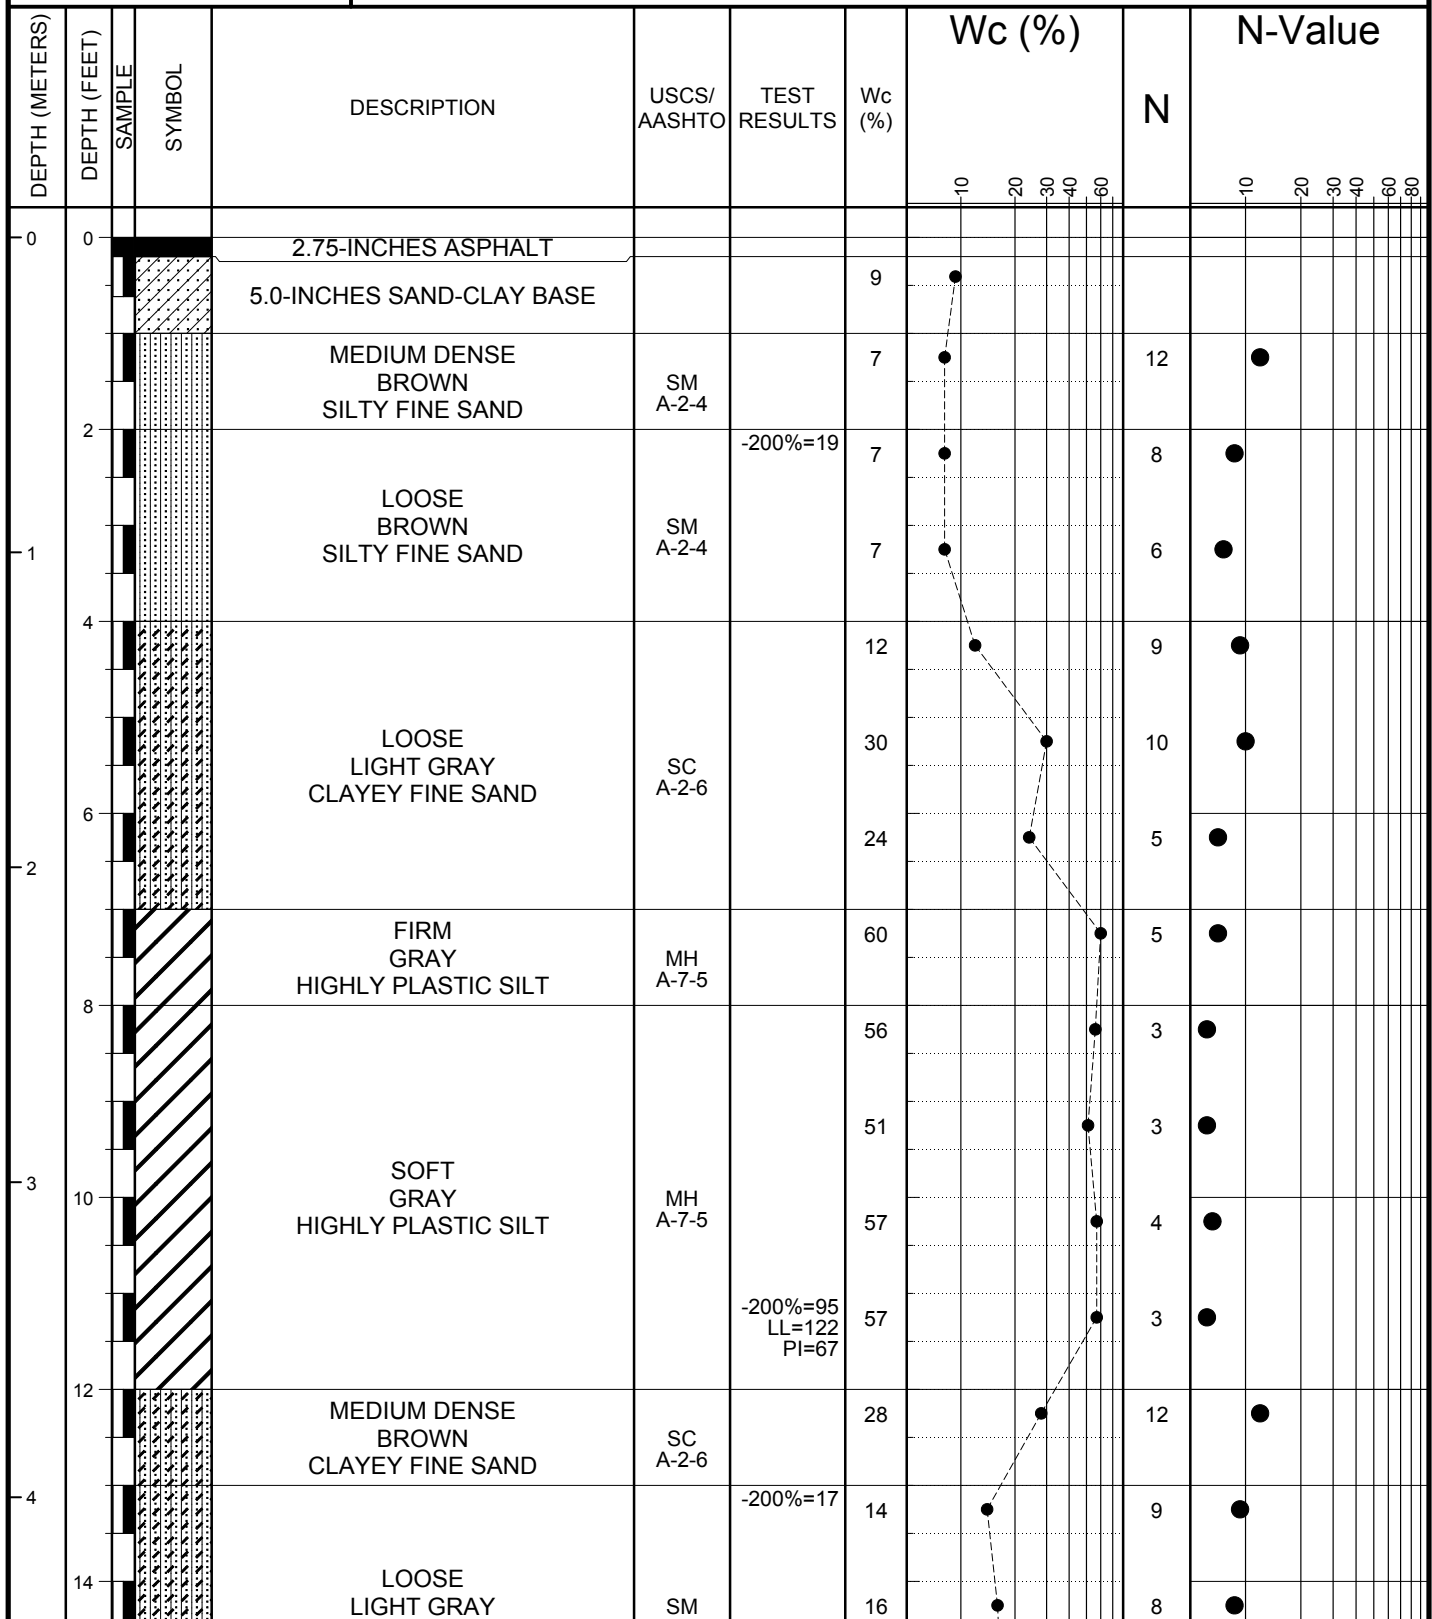 DEPTH (METERS)
DEPTH (FEET)
SAMPLE
SYMBOL
DESCRIPTION
USCS/
AASHTO
TEST
RESULTS
Wc
(%)
Wc (%)
10 20 30 40 60
N
N-Value
10 20 30 40 60 80
0 0
2.75-INCHES ASPHALT
9
5.0-INCHES SAND-CLAY BASE
MEDIUM DENSE
BROWN
SILTY FINE SAND
SM
A-2-4
7 12
2
-200%=19
7 8
LOOSE
BROWN
SILTY FINE SAND
SM
A-2-4
1
7 6
4
12 9
LOOSE
LIGHT GRAY
CLAYEY FINE SAND
SC
A-2-6
30 10
6
24 5
2
FIRM
GRAY
HIGHLY PLASTIC SILT
MH
A-7-5
60 5
8
56 3
51 3
SOFT
GRAY
HIGHLY PLASTIC SILT
MH
A-7-5
3
10
57 4
-200%=95
LL=122
PI=67
57 3
12
MEDIUM DENSE
BROWN
CLAYEY FINE SAND
SC
A-2-6
28 12
4
-200%=17
14 9
14
LOOSE
LIGHT GRAY
SM
16 8